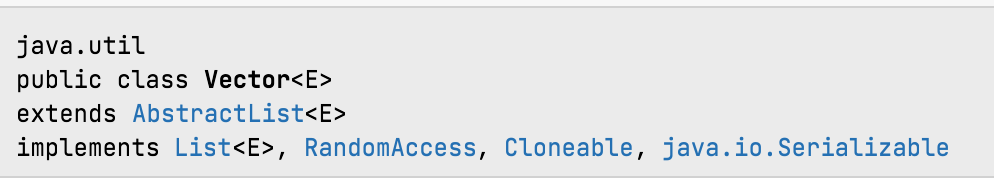 java.util
public class Vector<E>
extends AbstractList<E>
implements List<E>, RandomAccess, Cloneable, java.io.Serializable